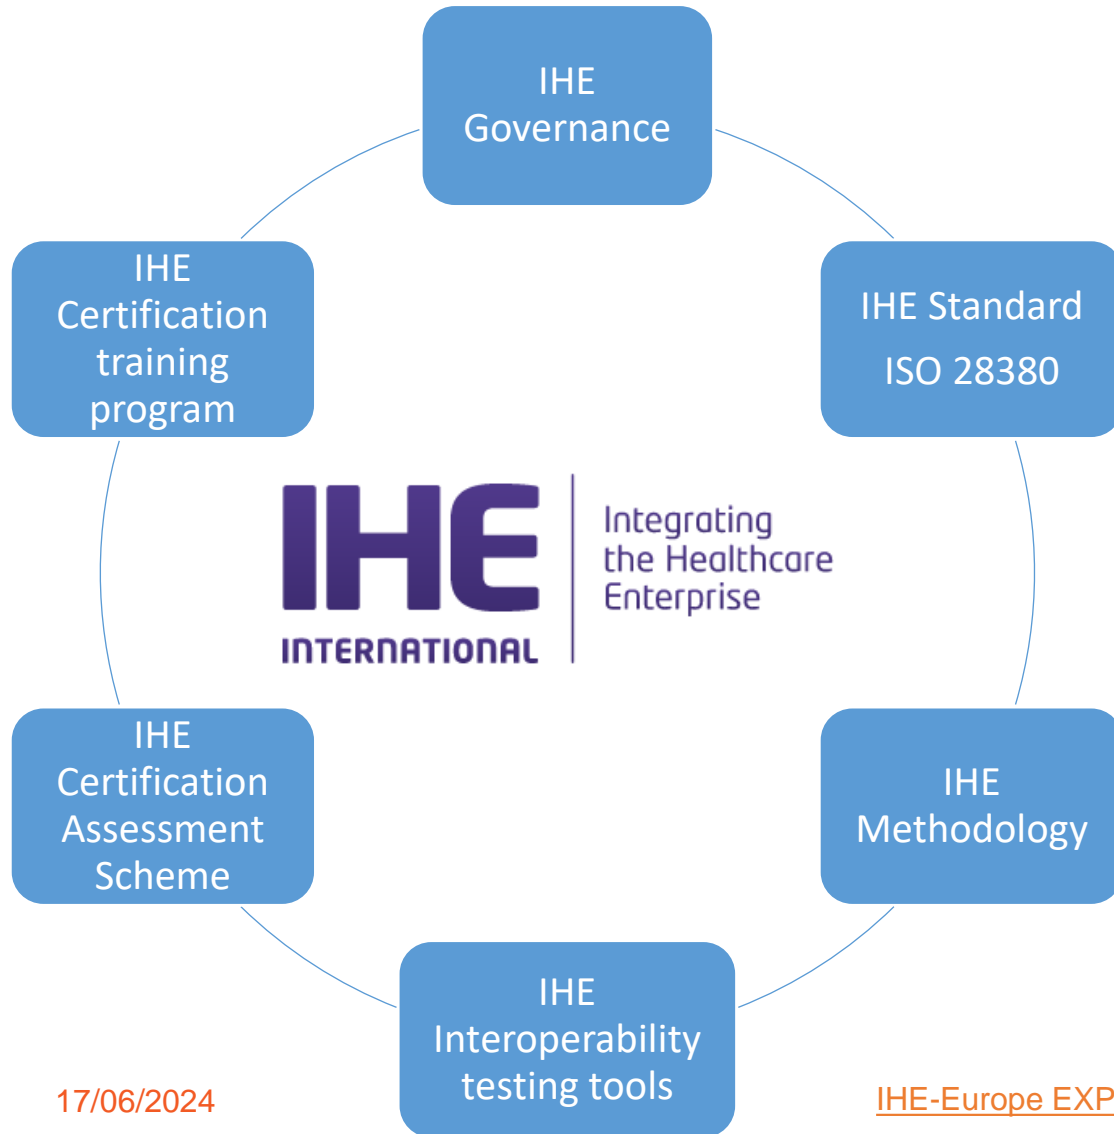 IHE
Governance
IHE Standard
ISO 28380
IHE
Methodology
IHE
Interoperability
testing tools
IHE
Certification
Assessment
Scheme
IHE
Certification
training
program
IHE
INTERNATIONAL
Integrating
the Healthcare
Enterprise
17/06/2024
IHE-Europe EXP